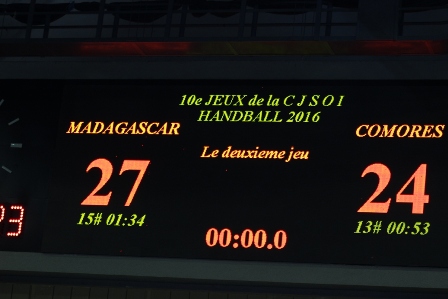 10e JEUX de la C J S O I
HANDBALL 2016
MADAGASCAR
COMORES
Le deuxieme jeu
27
24
15# 01:34
13# 00:53
00:00.0